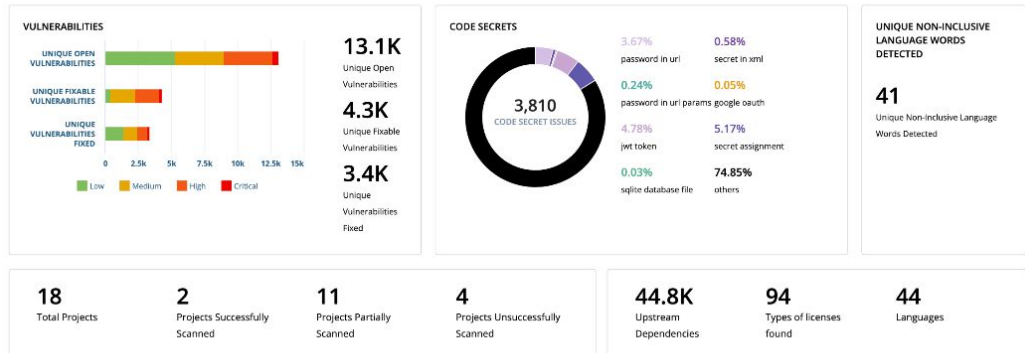 VULNERABILITIES
UNIQUE OPEN
VULNERABILITIES
UNIQUE FIXABLE
VULNERABILITIES
UNIQUE
VULNERABILITIES
FIXED
0 2.5k 5k 7.5k 10k 12.5k 15k
Low Medium High Critical
13.1K
Unique Open
Vulnerabilities
4.3K
Unique Fixable
Vulnerabilities
3.4K
Unique
Vulnerabilities
Fixed
CODE SECRETS
3,810
CODE SECRET ISSUES
3.67% 0.58%
password in url secret in xml
0.24% 0.05%
password in url params google oauth
4.78% 5.17%
jwt token secret assignment
0.03% 74.85%
sqlite database file others
UNIQUE NON-INCLUSIVE
LANGUAGE WORDS
DETECTED
41
Unique Non-Inclusive Language
Words Detected
18
Total Projects
2
Projects Successfully
Scanned
11
Projects Partially
Scanned
4
Projects Unsuccessfully
Scanned
44.8K
Upstream
Dependencies
94
Types of licenses
found
44
Languages